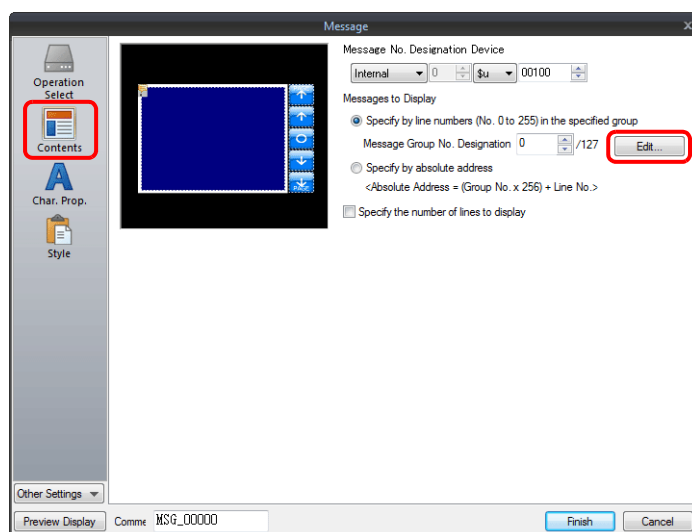 Message
Operation
Select
Contents
Char. Prop.
Style
Message No. Designation Device
Internal 0 $u 00100
Messages to Display
Specify by line numbers (No. 0 to 255) in the specified group
Message Group No. Designation 0 /127 Edit...
Specify by absolute address
<Absolute Address = (Group No. x 256) + Line No.>
Specify the number of lines to display
PAGE
Other Settings
Preview Display Comme MSG_00000 Finish Cancel